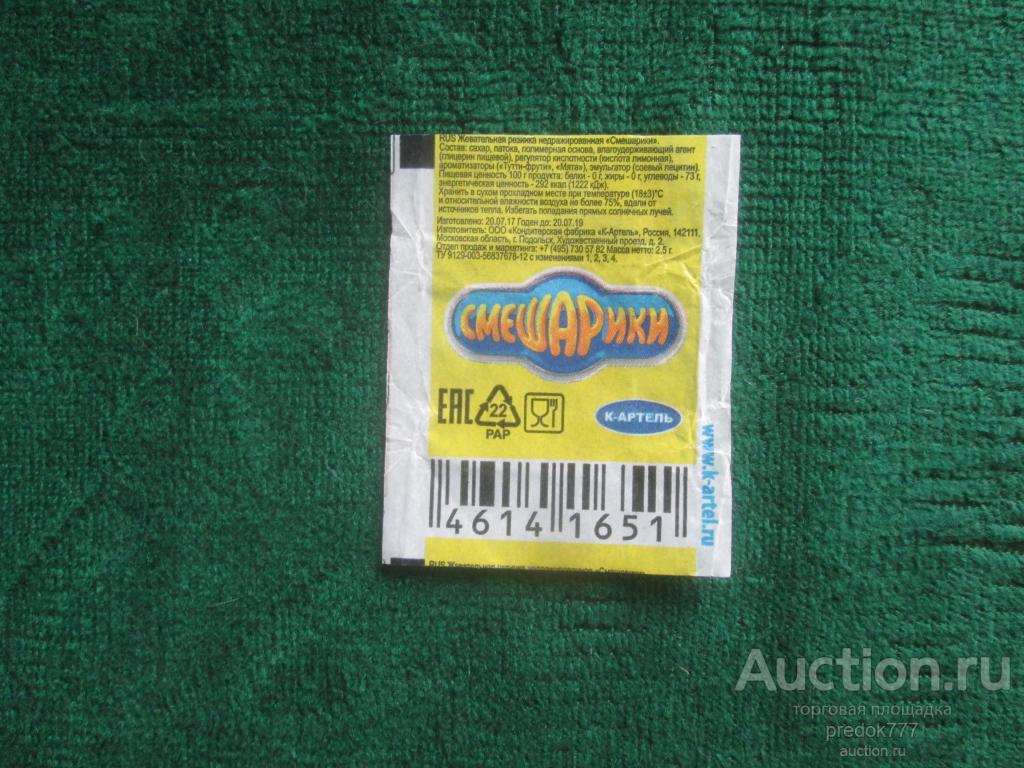 RUS Жевательная резинка недражированная «Смешарики».
Состав: сахар, патока, полимерная основа, влагоудерживающий агент
(глицерин пищевой), регулятор кислотности (кислота лимонная),
ароматизаторы («Тутти-фрути», «Мята»), эмульгатор (соевый лецитин).
Пищевая ценность 100 г продукта: белки - 0 г, жиры - 0 г, углеводы - 73 г,
энергетическая ценность - 292 ккал (1222 кДж).
Хранить в сухом прохладном месте при температуре (18±3)°С
и относительной влажности воздуха не более 75%, вдали от
источников тепла. Избегать попадания прямых солнечных лучей.
Изготовлено: 20.07.17 Годен до: 20.07.19
Изготовитель: ООО «Кондитерская фабрика «К-Артель», Россия, 142111,
Московская область, г. Подольск, Художественный проезд, д. 2.
Отдел продаж и маркетинга: +7 (495) 730 57 82 Масса нетто: 2,5 г.
ТУ 9129-003-56837678-12 с изменениями 1, 2, 3, 4.
СМЕШАРИКИ
EAC
22
PAP
К-АРТЕЛЬ
www.k-artel.ru
4614 1651
RUS Жевательная резинка недражированная «Смешарики».
Auction.ru
торговая площадка
predok777
auction.ru